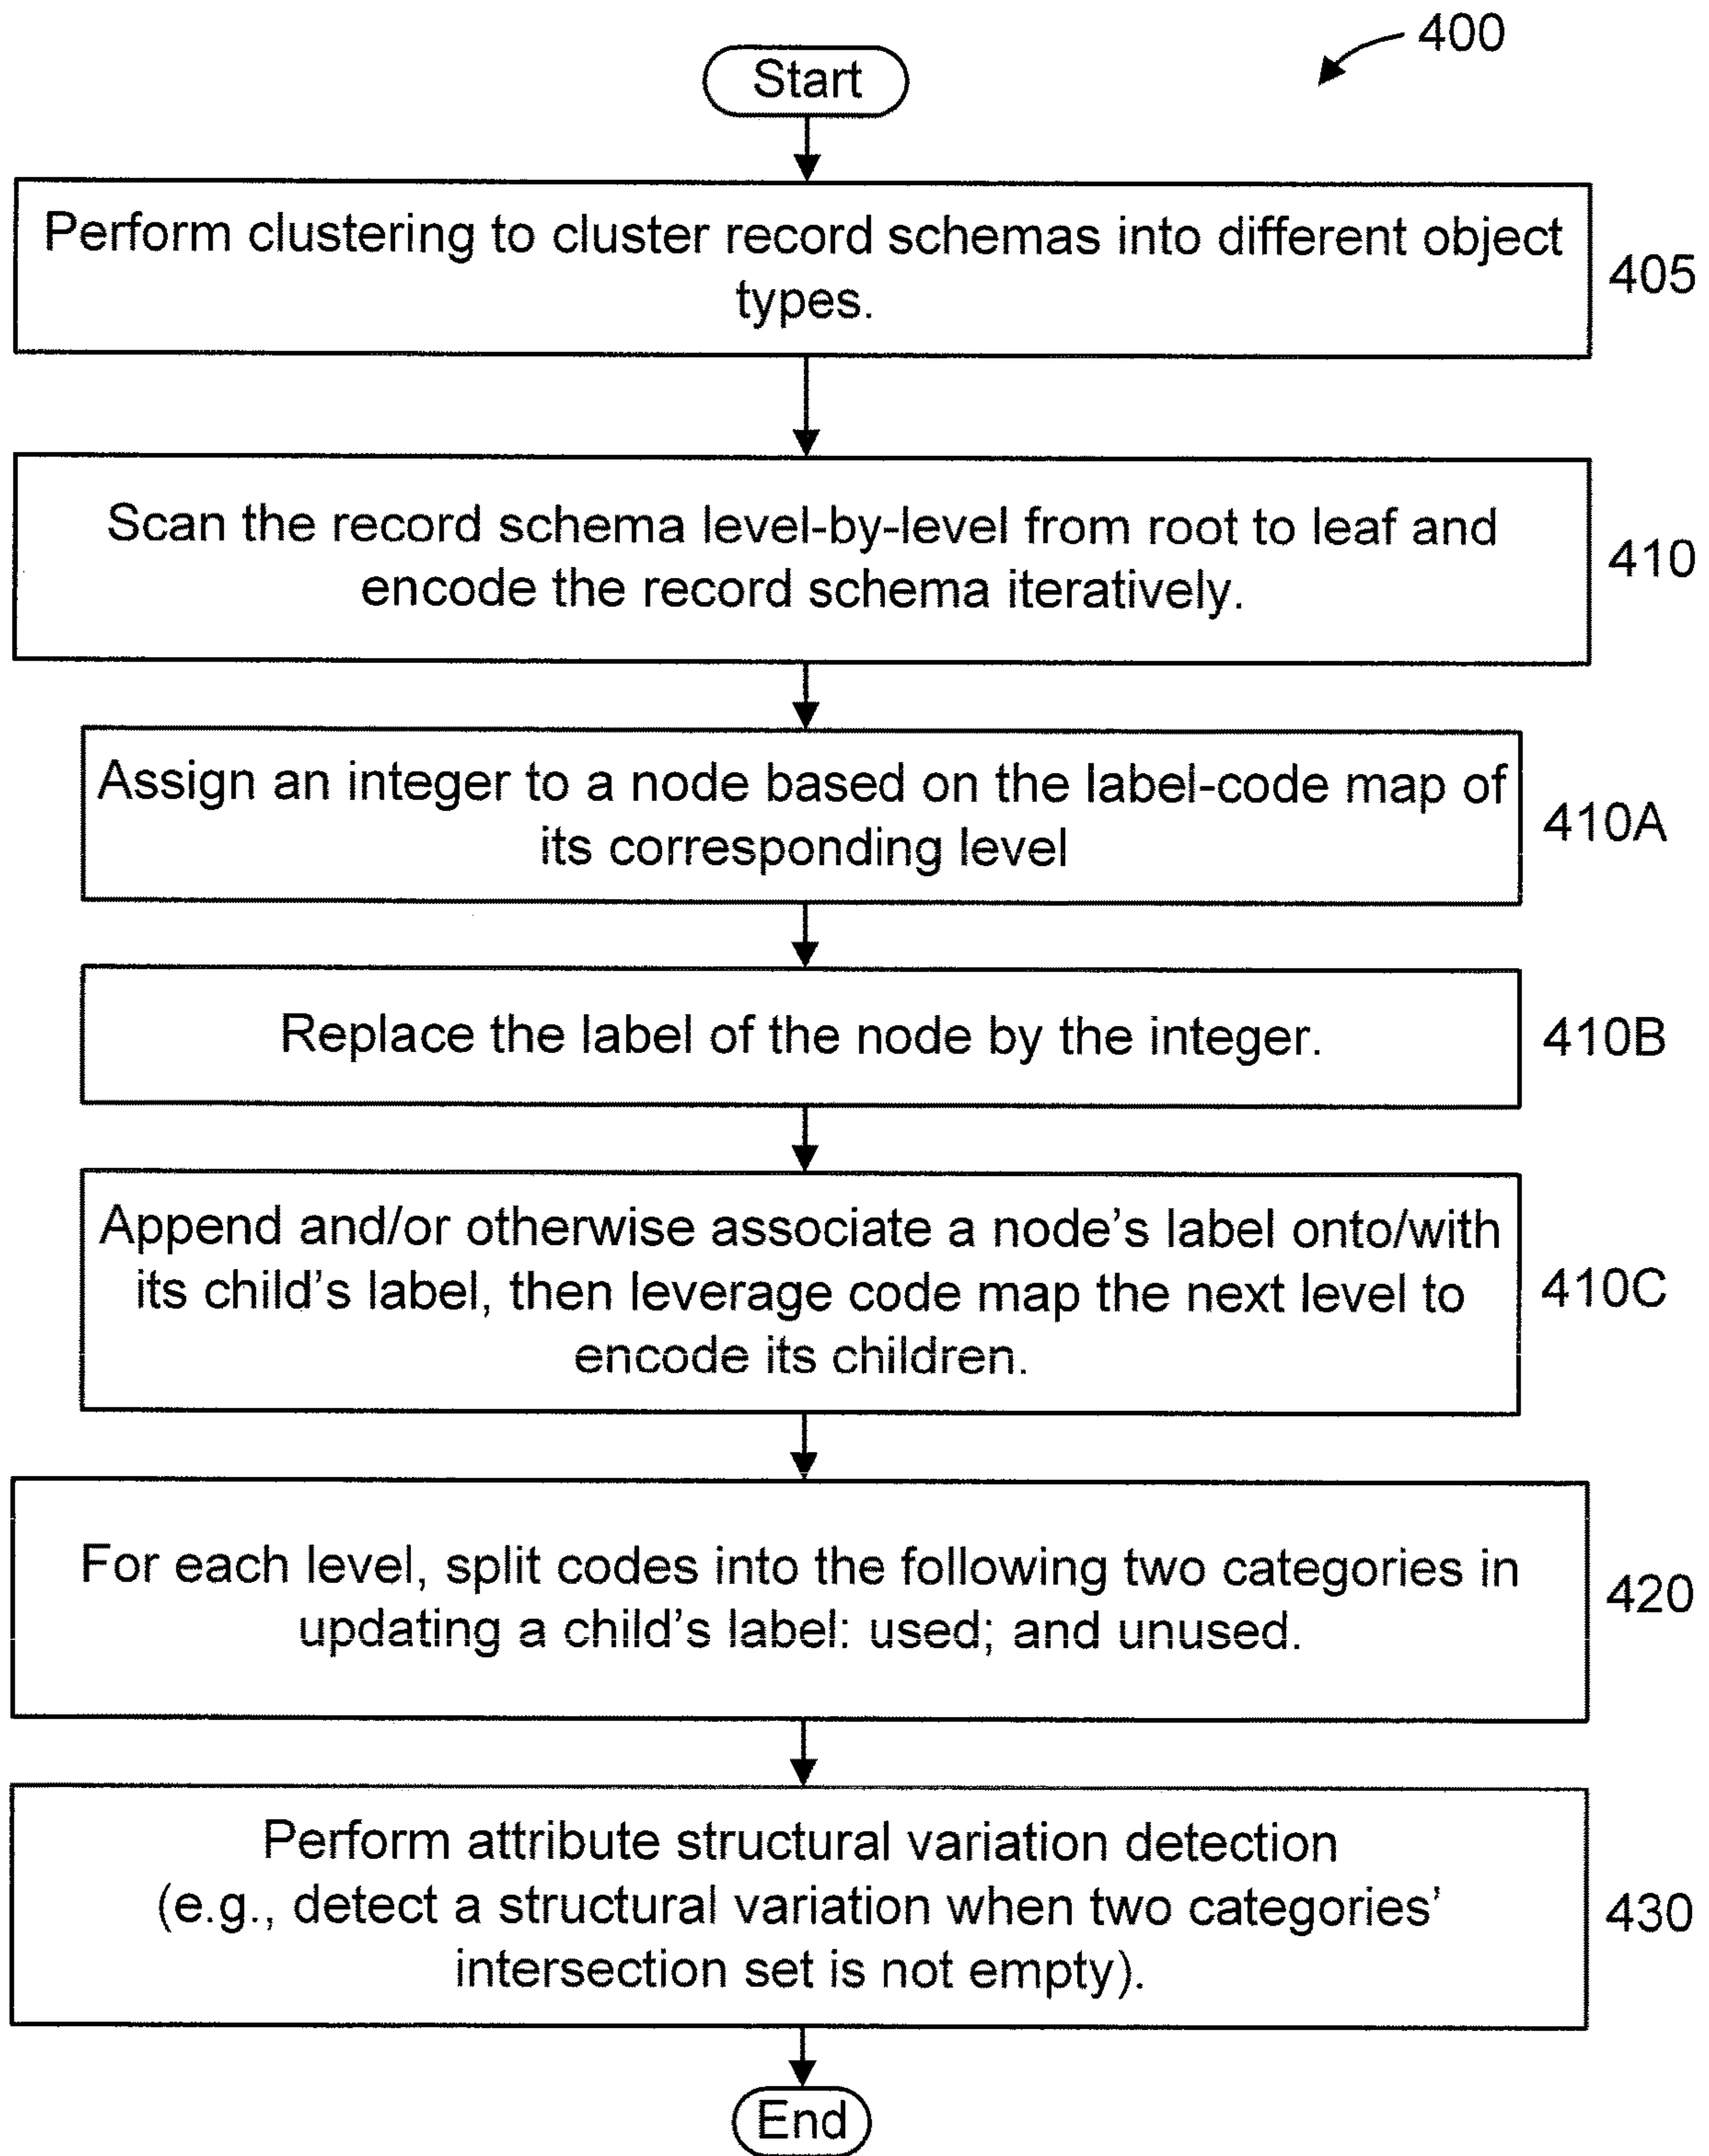 400
Start
Perform clustering to cluster record schemas into different object
types.
405
Scan the record schema level-by-level from root to leaf and
encode the record schema iteratively.
410
Assign an integer to a node based on the label-code map of
its corresponding level
410A
Replace the label of the node by the integer.
410B
Append and/or otherwise associate a node's label onto/with
its child's label, then leverage code map the next level to
encode its children.
410C
For each level, split codes into the following two categories in
updating a child's label: used; and unused.
420
Perform attribute structural variation detection
(e.g., detect a structural variation when two categories'
intersection set is not empty).
430
End